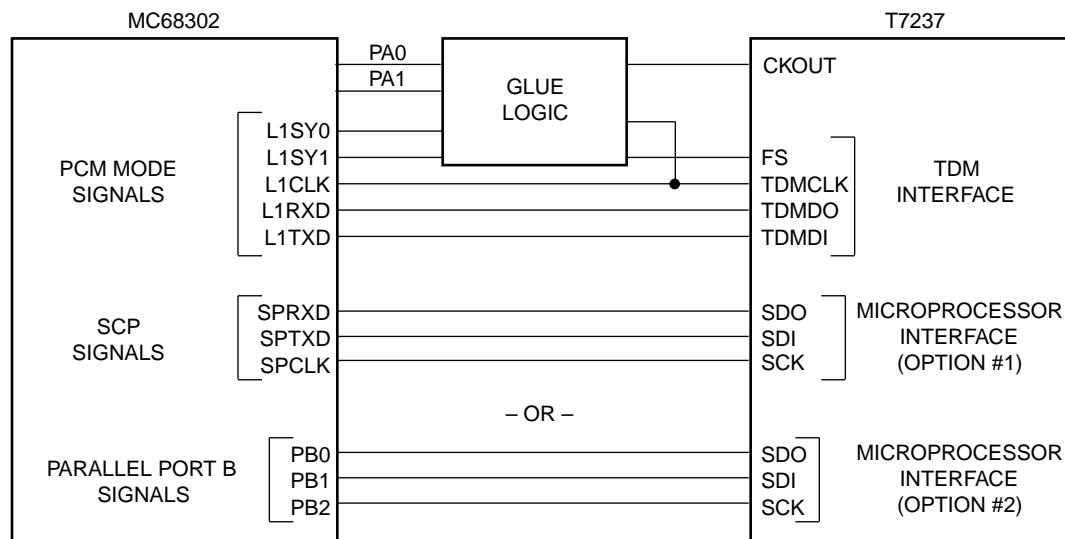 MC68302
T7237
PA0
PA1
GLUE
LOGIC
CKOUT
PCM MODE
SIGNALS
L1SY0
L1SY1
L1CLK
L1RXD
L1TXD
FS
TDMCLK
TDMDO
TDMDI
TDM
INTERFACE
SCP
SIGNALS
SPRXD
SPTXD
SPCLK
SDO
SDI
SCK
MICROPROCESSOR
INTERFACE
(OPTION #1)
– OR –
PARALLEL PORT B
SIGNALS
PB0
PB1
PB2
SDO
SDI
SCK
MICROPROCESSOR
INTERFACE
(OPTION #2)